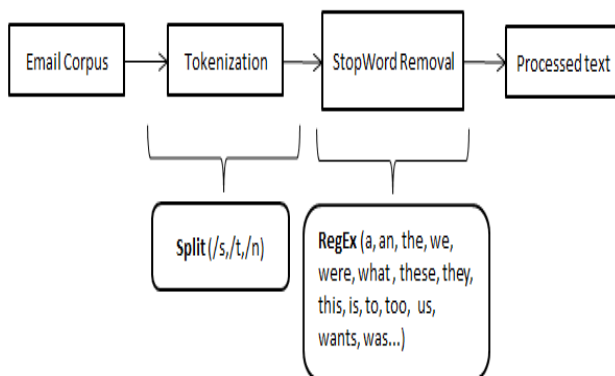 Email Corpus
Tokenization
StopWord Removal
Processed text
Split (/s,/t,/n)
RegEx (a, an, the, we,
were, what, these, they,
this, is, to, too, us,
wants, was...)